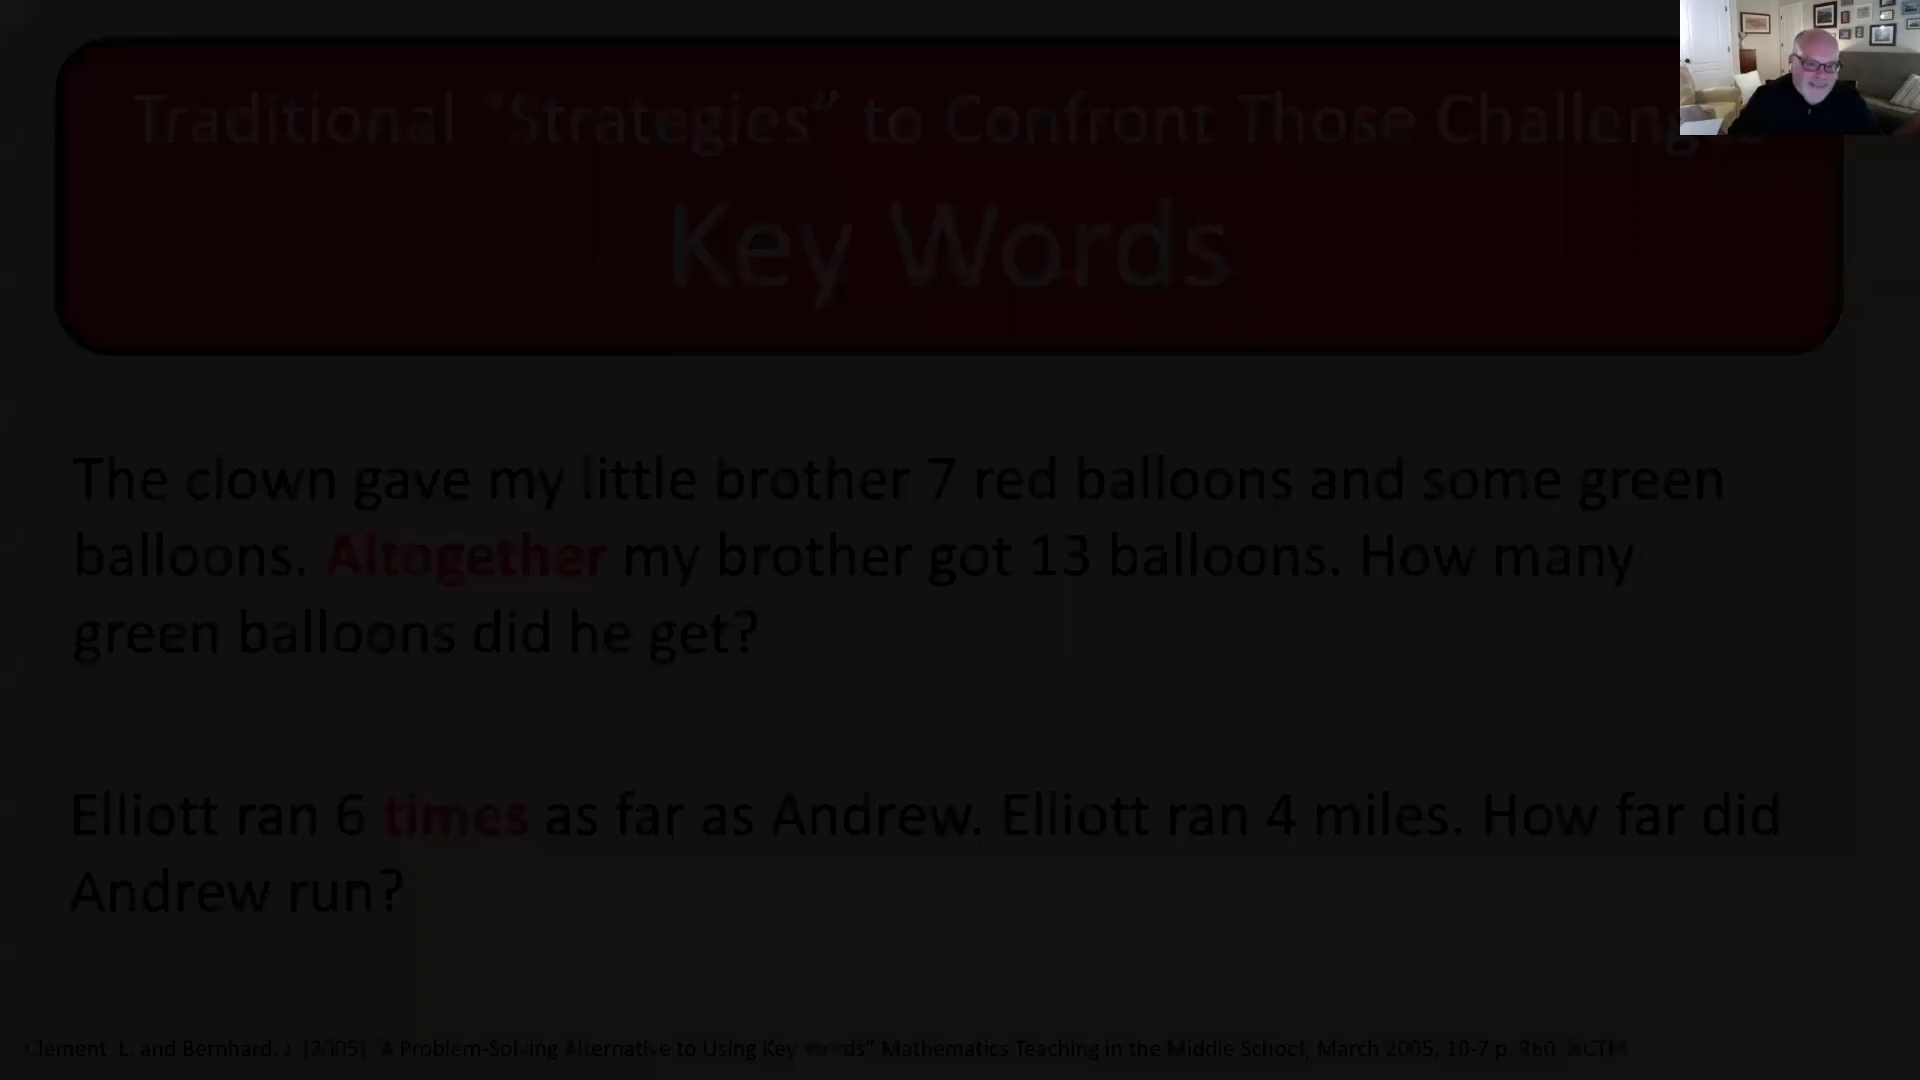 Traditional “Strategies” to Confront Those Challeng
Key Words
The clown gave my little brother 7 red balloons and some green
balloons. Altogether my brother got 13 balloons. How many
green balloons did he get?
Elliott ran 6 times as far as Andrew. Elliott ran 4 miles. How far did
Andrew run?
Clement. L. and Bernhard. J. (2005) “A Problem-Solving Alternative to Using Key Words” Mathematics Teaching in the Middle School, March 2005, 10-7 p. 360. NCTM